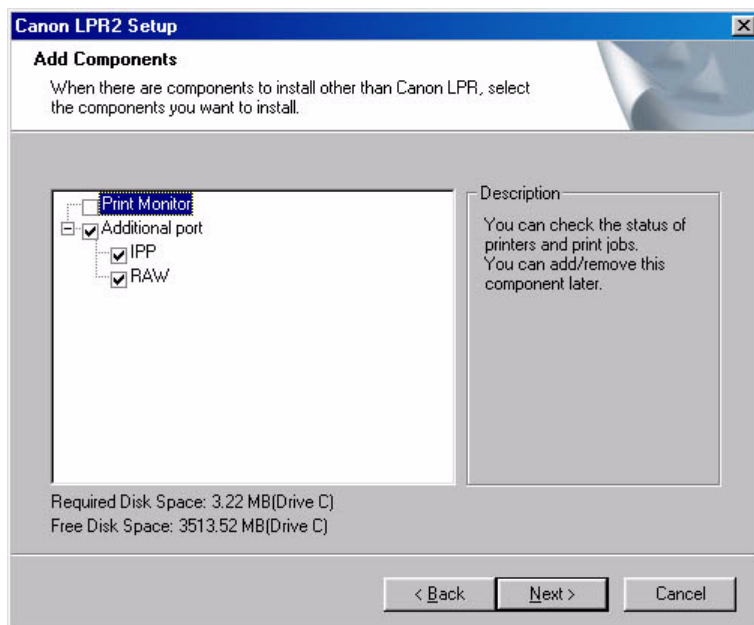 Canon LPR2 Setup
Add Components
When there are components to install other than Canon LPR, select
the components you want to install.
Print Monitor
Additional port
IPP
RAW
Description
You can check the status of
printers and print jobs.
You can add/remove this
component later.
Required Disk Space: 3.22 MB(Drive C)
Free Disk Space: 3513.52 MB(Drive C)
< Back
Next >
Cancel